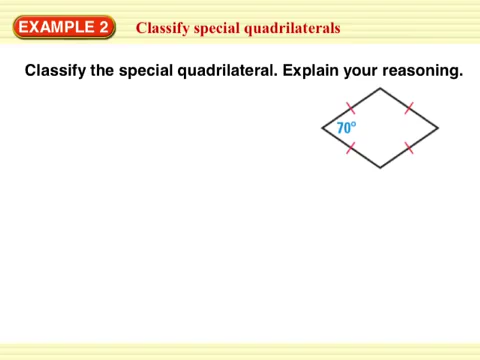 EXAMPLE 2 Classify special quadrilaterals
Classify the special quadrilateral. Explain your reasoning.
70°